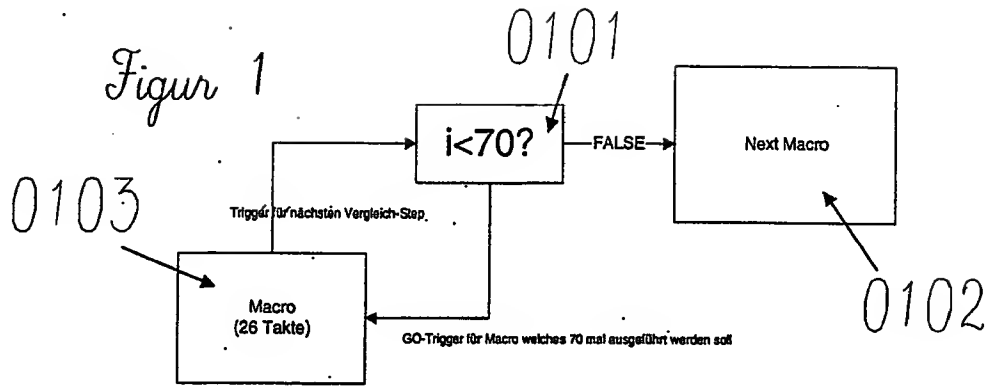 Figur 1
0101
i<70?
FALSE
Next Macro
0103
Trigger für nächsten Vergleich-Step
Macro
(26 Takte)
0102
GO-Trigger für Macro welches 70 mal ausgeführt werden soll